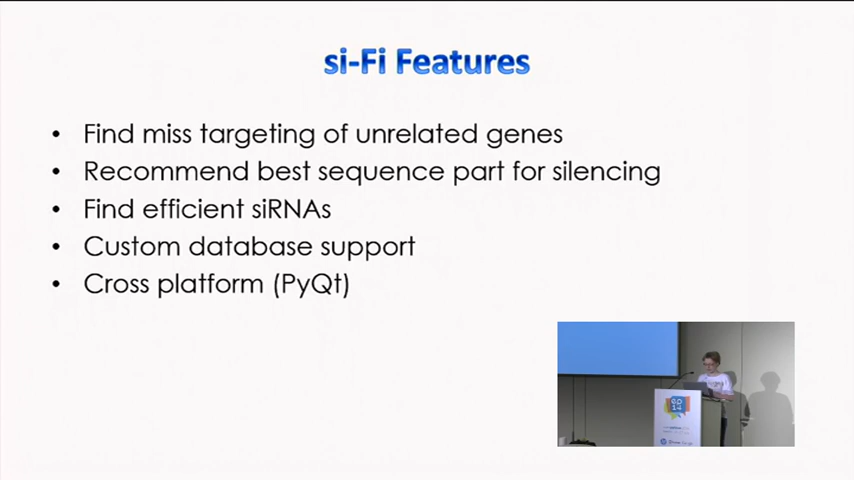 si-Fi Features
• Find miss targeting of unrelated genes
• Recommend best sequence part for silencing
• Find efficient siRNAs
• Custom database support
• Cross platform (PyQt)